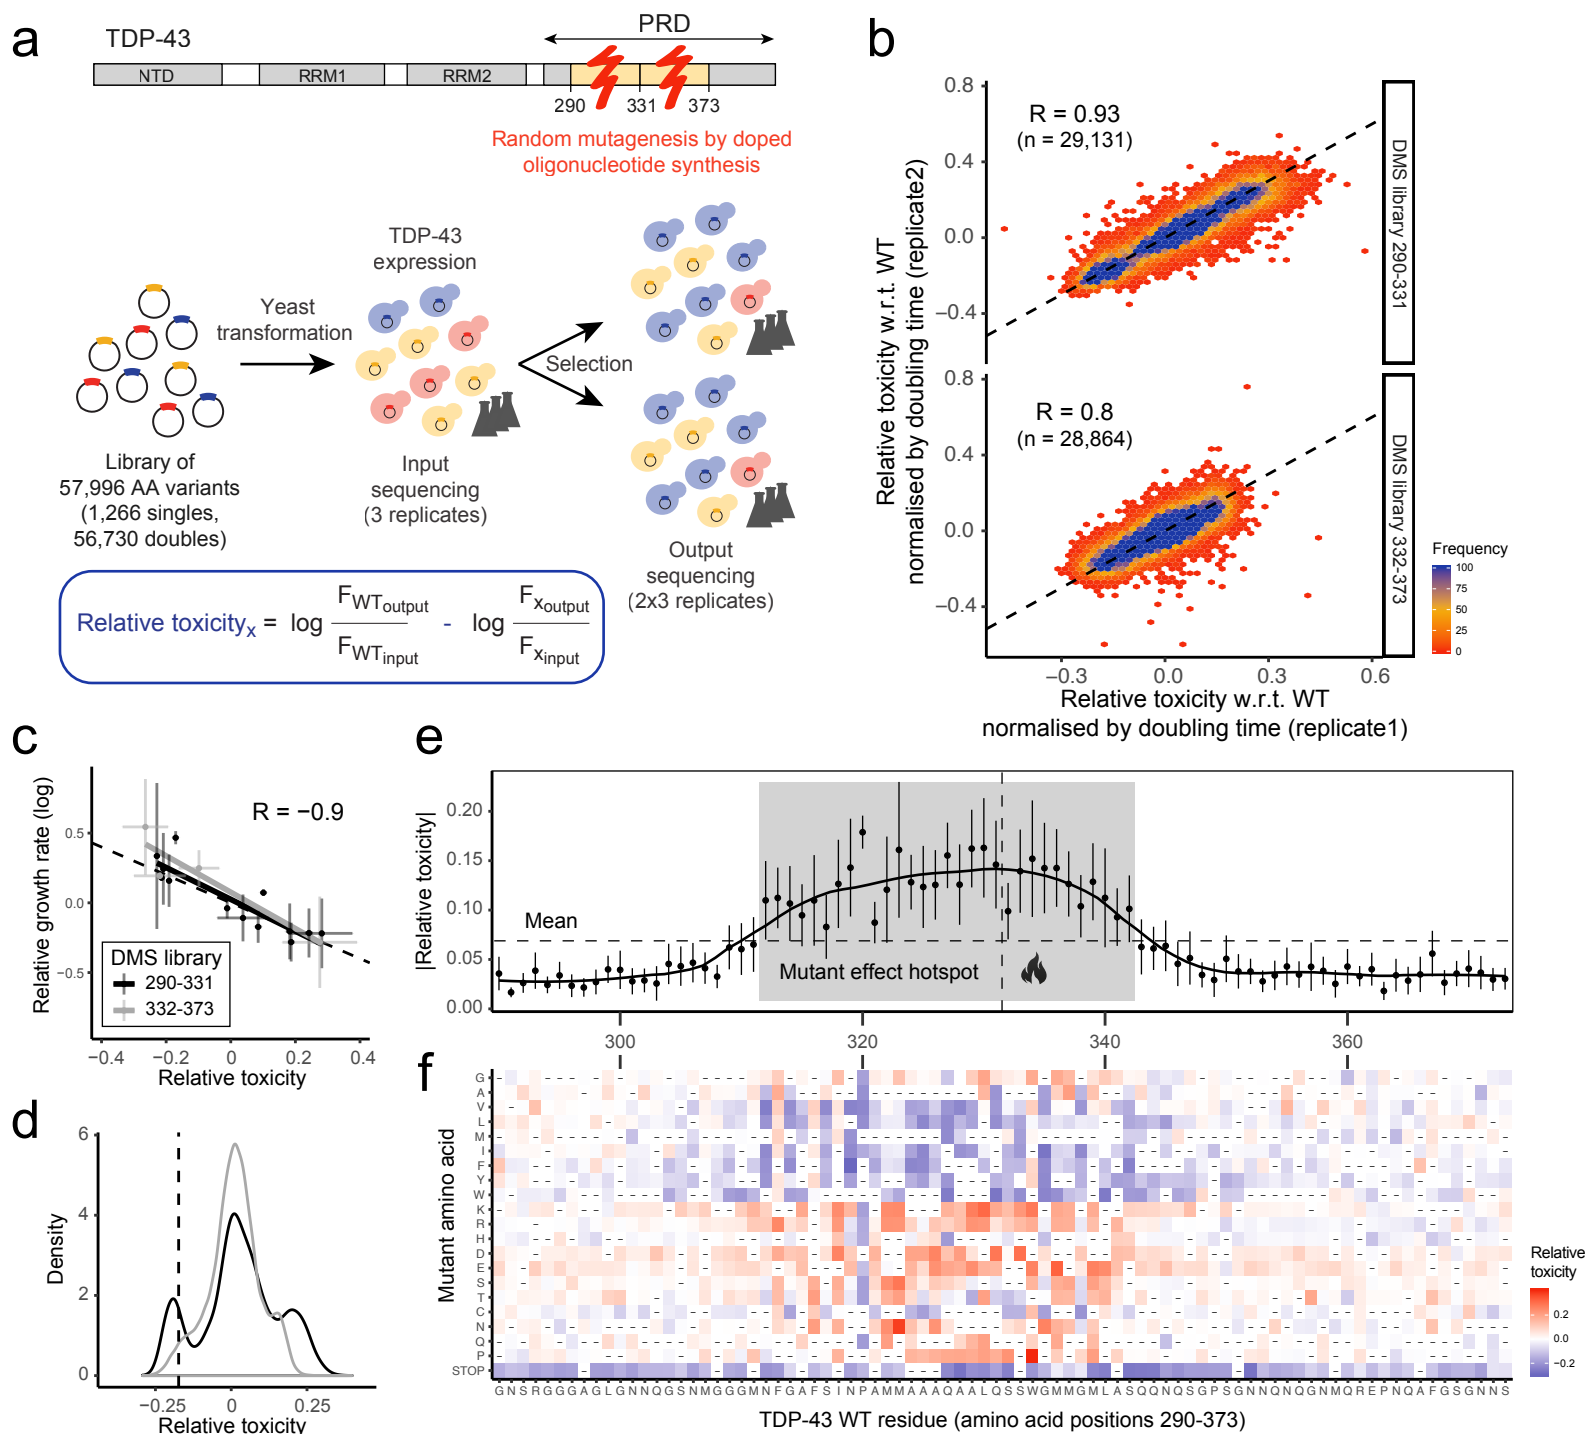 a
TDP-43
PRD
NTD
RRM1
RRM2
290
331
373
Random mutagenesis by doped
oligonucleotide synthesis
TDP-43
expression
Yeast
transformation
Selection
Library of
57,996 AA variants
(1,266 singles,
56,730 doubles)
Input
sequencing
(3 replicates)
Output
sequencing
(2x3 replicates)
Relative toxicityx = log FWToutput / FWTinput - log Fxoutput / Fxinput
b
Relative toxicity w.r.t. WT
normalised by doubling time (replicate2)
0.8
0.4
0.0
−0.4
R = 0.93
(n = 29,131)
DMS library 290-331
0.8
0.4
0.0
−0.4
R = 0.8
(n = 28,864)
DMS library 332-373
−0.3
0.0
0.3
0.6
Relative toxicity w.r.t. WT
normalised by doubling time (replicate1)
Frequency
100
75
50
25
0
c
Relative growth rate (log)
0.5
0.0
−0.5
R = −0.9
DMS library
290-331
332-373
−0.4
−0.2
0
0.2
0.4
Relative toxicity
d
Density
6
4
2
0
−0.25
0
0.25
Relative toxicity
e
|Relative toxicity|
0.20
0.15
0.10
0.05
0.00
Mean
Mutant effect hotspot
300
320
340
360
f
Mutant amino acid
G
A
V
L
M
I
F
Y
W
K
R
H
D
E
S
T
C
N
Q
P
STOP
G N S R G G G A G L G N N Q G S N M G G G M N F G A F S I N P A M M A A A Q A A L Q S S W G M M G M L A S Q Q N Q S G P S G N N Q N Q G N M Q R E P N Q A F G S G N N S
TDP-43 WT residue (amino acid positions 290-373)
Relative
toxicity
0.2
0.0
−0.2